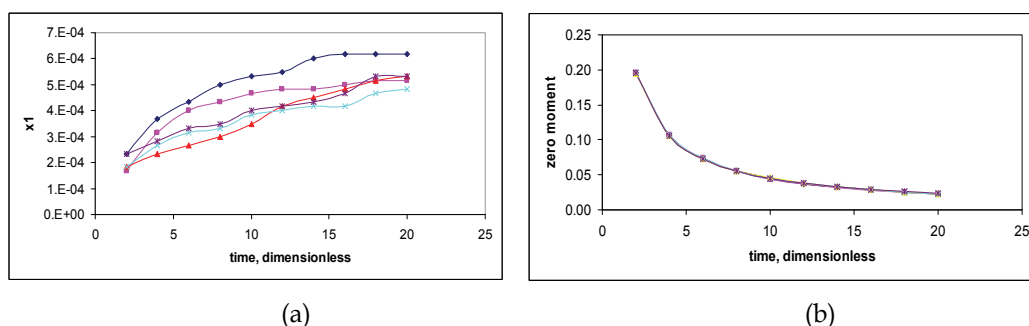 7.E-04
6.E-04
5.E-04
4.E-04
3.E-04
2.E-04
1.E-04
0.E+00
x1
0 5 10 15 20 25
time, dimensionless
(a)
0.25
0.20
0.15
0.10
0.05
0.00
zero moment
0 5 10 15 20 25
time, dimensionless
(b)